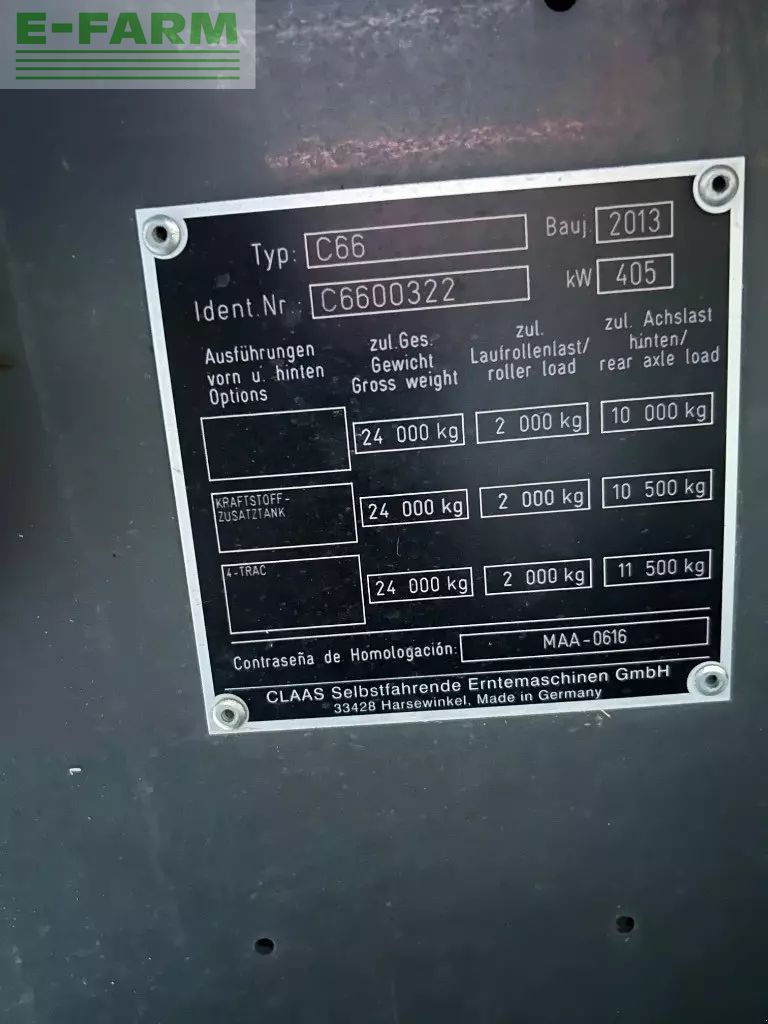 E-FARM
Typ: C66 Bauj. 2013
Ident.Nr.: C6600322 kW 405
Ausführungen
vorn u. hinten
Options
zul.Ges.
Gewicht
Gross weight
zul.
Laufrollenlast/
roller load
zul. Achslast
hinten/
rear axle load
24 000 kg 2 000 kg 10 000 kg
KRAFTSTOFF-
ZUSATZTANK
24 000 kg 2 000 kg 10 500 kg
4-TRAC
24 000 kg 2 000 kg 11 500 kg
Contraseña de Homologación: MAA-0616
CLAAS Selbstfahrende Erntemaschinen GmbH
33428 Harsewinkel, Made in Germany